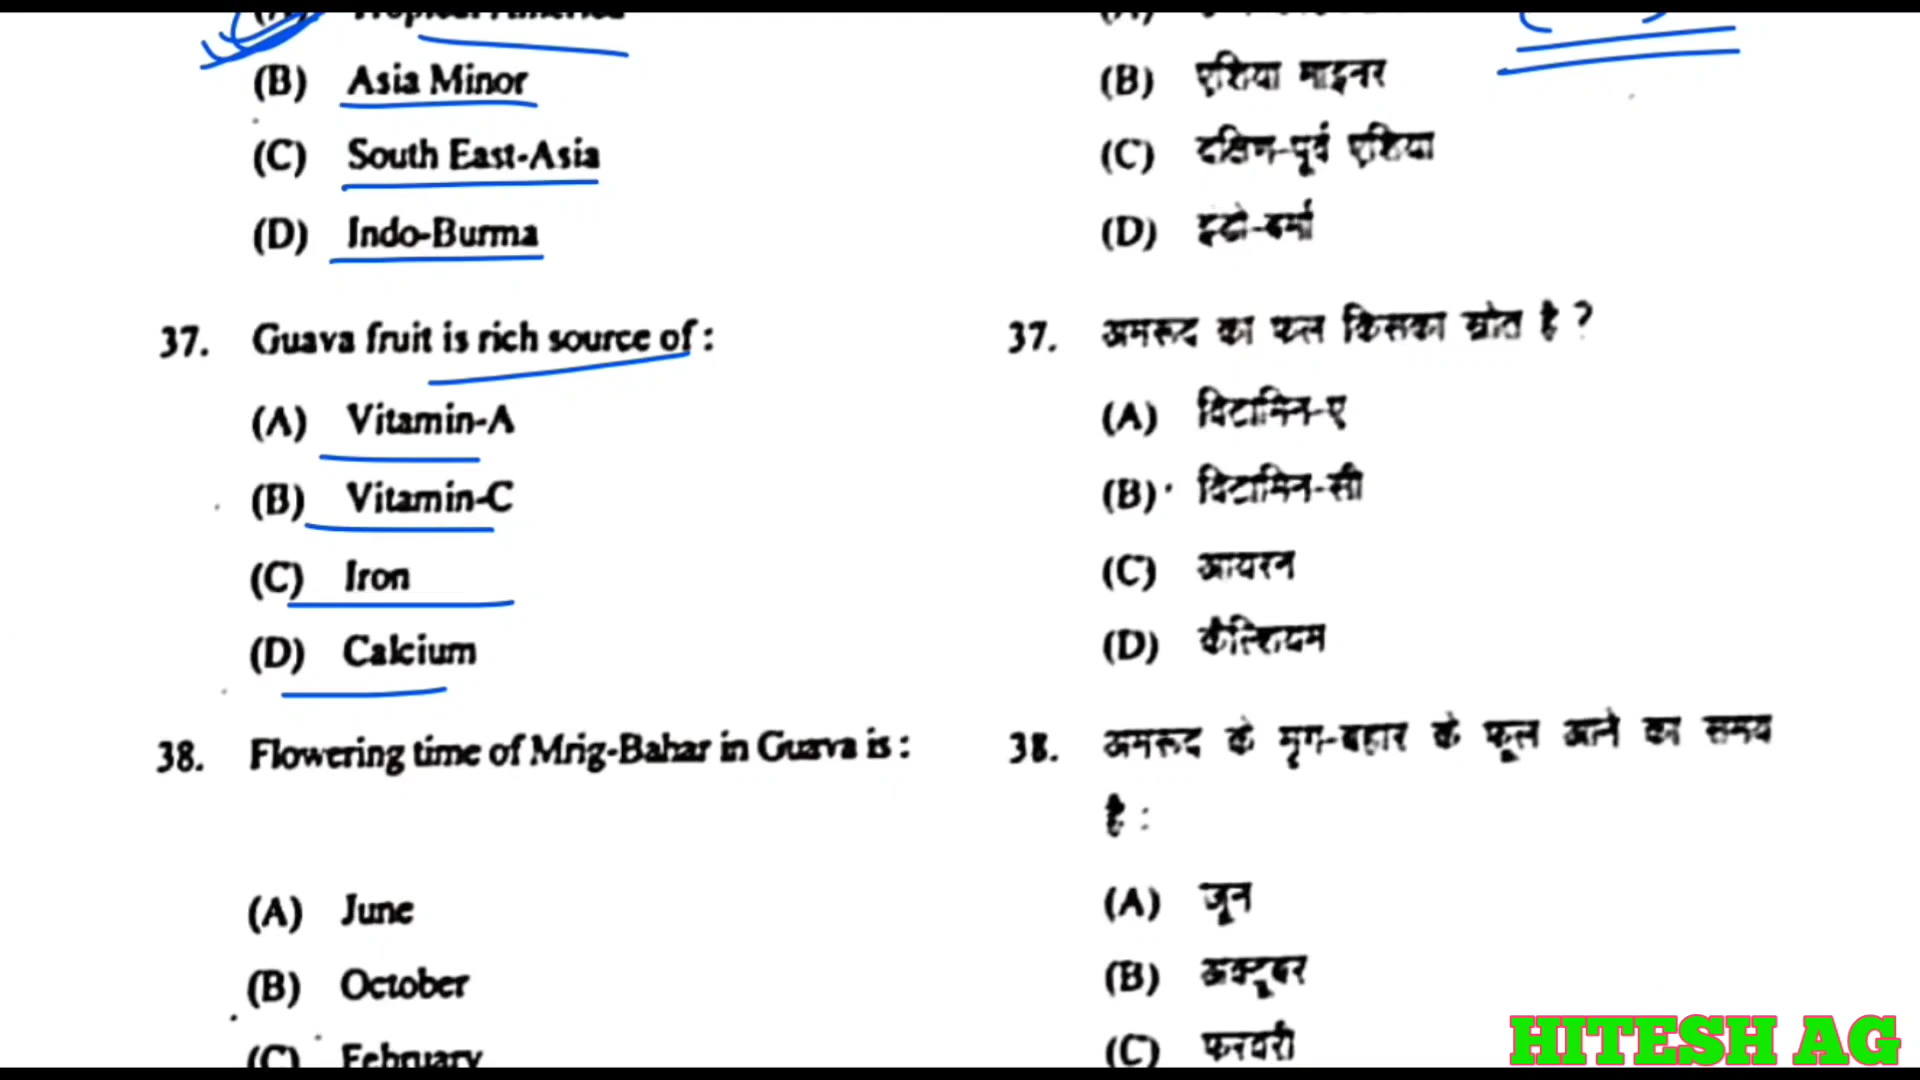 (A) Tropical America
(B) Asia Minor
(C) South East-Asia
(D) Indo-Burma
37. Guava fruit is rich source of :
(A) Vitamin-A
(B) Vitamin-C
(C) Iron
(D) Calcium
38. Flowering time of Mrig-Bahar in Guava is :
(A) June
(B) October
(C) February
(A)
(B) एशिया माइनर
(C) दक्षिण-पूर्व एशिया
(D) इंडो-बर्मा
37. अमरूद का फल किसका स्रोत है ?
(A) विटामिन-ए
(B) विटामिन-सी
(C) आयरन
(D) कैल्शियम
38. अमरूद के मृग-बहार के फूल आने का समय
है :
(A) जून
(B) अक्टूबर
(C) फरवरी
HITESH AG